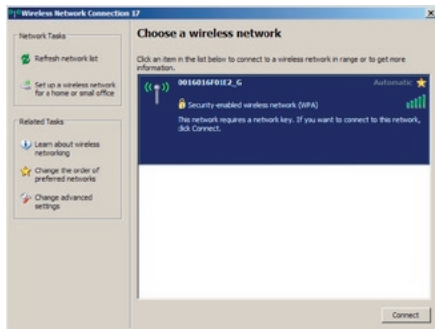 Wireless Network Connection 17
Network Tasks
Refresh network list
Set up a wireless network
for a home or small office
Related Tasks
Learn about wireless
networking
Change the order of
preferred networks
Change advanced
settings
Choose a wireless network
Click an item in the list below to connect to a wireless network in range or to get more
information.
0016016F01E2_G
Automatic
Security-enabled wireless network (WPA)
This network requires a network key. If you want to connect to this network,
click Connect.
Connect